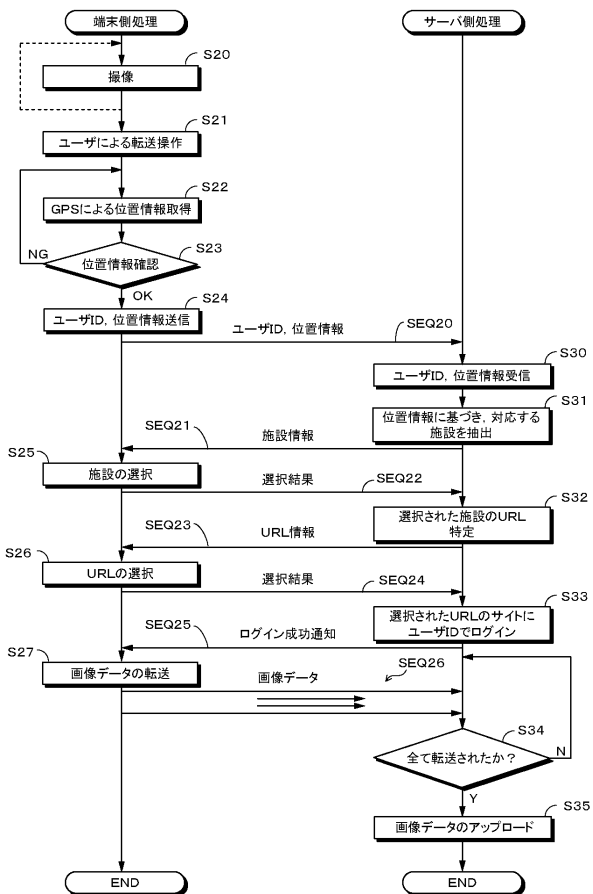 端末側処理
サーバ側処理
S20
撮像
S21
ユーザによる転送操作
S22
GPSによる位置情報取得
S23
NG
位置情報確認
OK
S24
ユーザID，位置情報送信
ユーザID，位置情報
SEQ20
S30
ユーザID，位置情報受信
S31
位置情報に基づき，対応する
施設を抽出
SEQ21
施設情報
S25
施設の選択
選択結果
SEQ22
S32
選択された施設のURL
特定
SEQ23
URL情報
S26
URLの選択
選択結果
SEQ24
S33
選択されたURLのサイトに
ユーザIDでログイン
SEQ25
ログイン成功通知
S27
画像データの転送
画像データ
SEQ26
S34
全て転送されたか？
N
Y
S35
画像データのアップロード
END
END